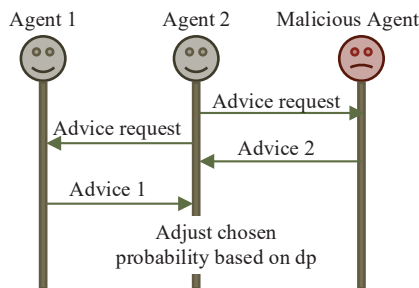 Agent 1
Agent 2
Malicious Agent
Advice request
Advice request
Advice 2
Advice 1
Adjust chosen
probability based on dp